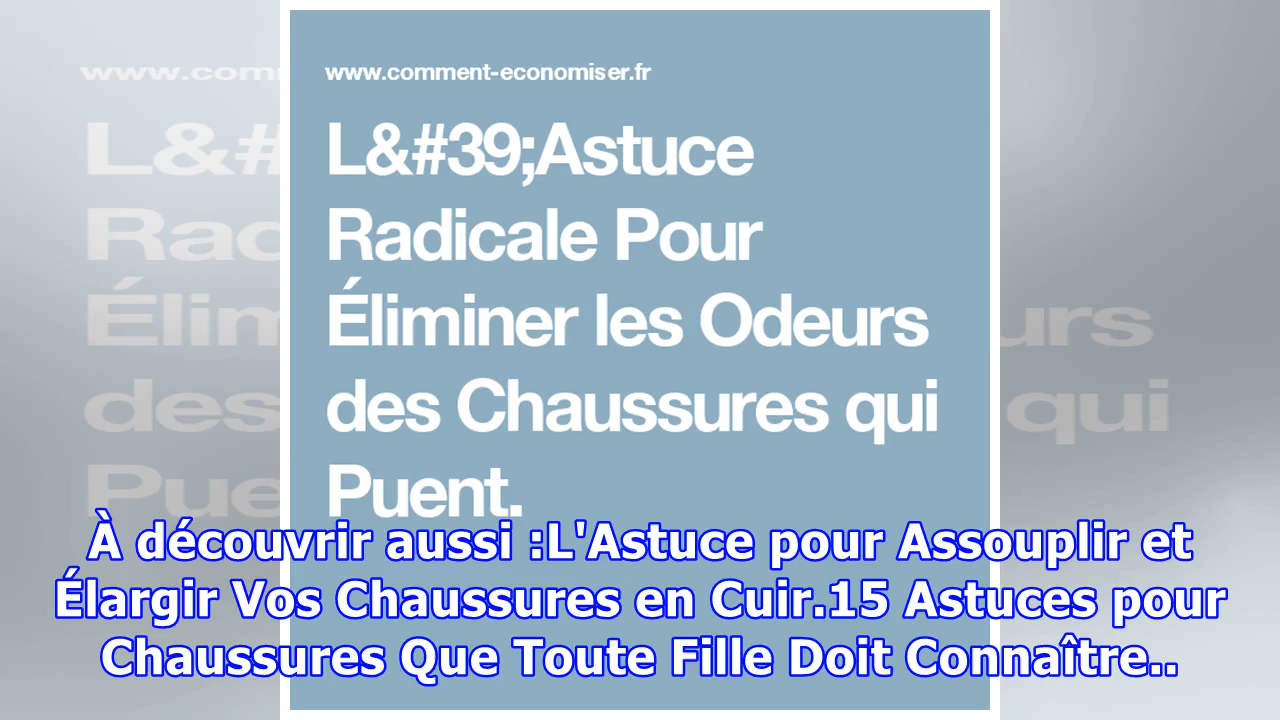 www.comment-economiser.fr
L&#39;Astuce
Radicale Pour
Éliminer les Odeurs
des Chaussures qui
Puent.
À découvrir aussi :L'Astuce pour Assouplir et
Élargir Vos Chaussures en Cuir.15 Astuces pour
Chaussures Que Toute Fille Doit Connaître..